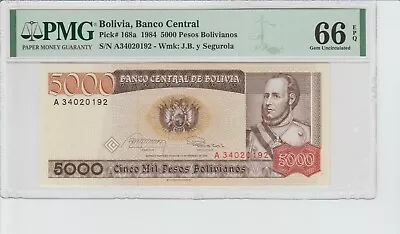 PMG
PAPER MONEY GUARANTY
Bolivia, Banco Central
Pick# 168a 1984 5000 Pesos Bolivianos
S/N A34020192 - Wmk: J.B. y Segurola
66 EPQ
Gem Uncirculated
5000
BANCO CENTRAL DE BOLIVIA
A 34020192
A 34020192
5000
Cinco Mil Pesos Bolivianos
5000